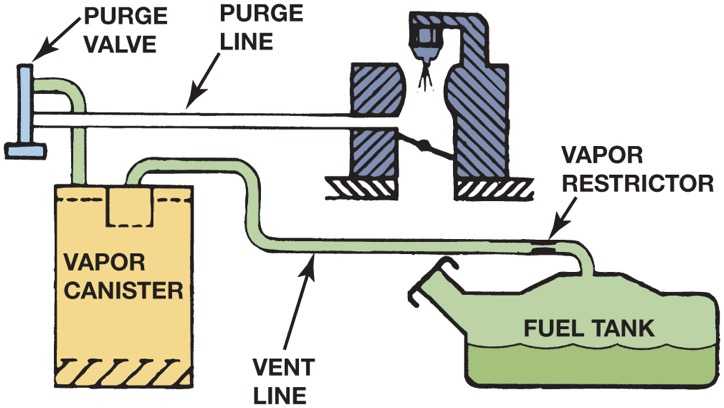 PURGE
VALVE
PURGE
LINE
VAPOR
RESTRICTOR
VAPOR
CANISTER
FUEL TANK
VENT
LINE